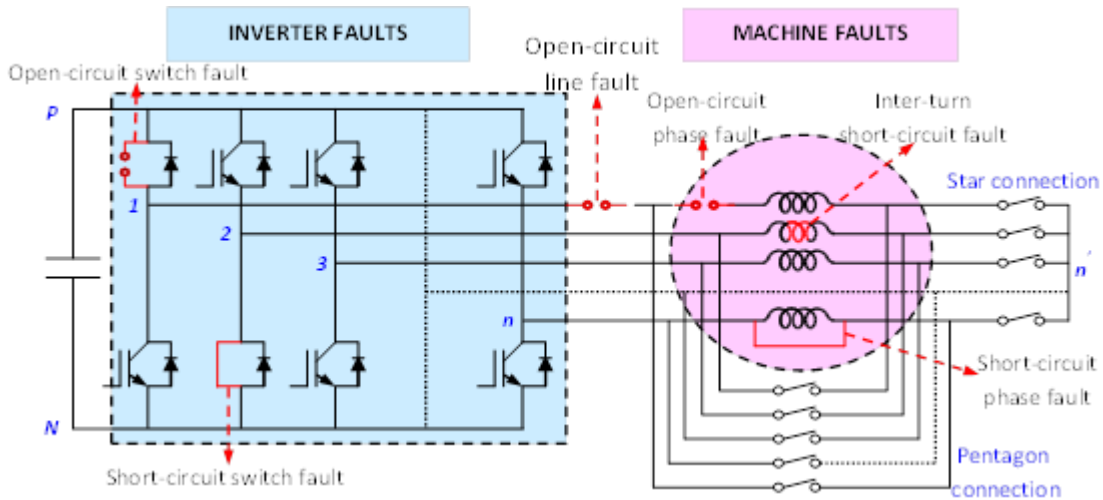 INVERTER FAULTS
MACHINE FAULTS
Open-circuit
line fault
Open-circuit switch fault
Open-circuit
phase fault
Inter-turn
short-circuit fault
P
Star connection
1
2
3
n'
n
Short-circuit
phase fault
N
Short-circuit switch fault
Pentagon
connection